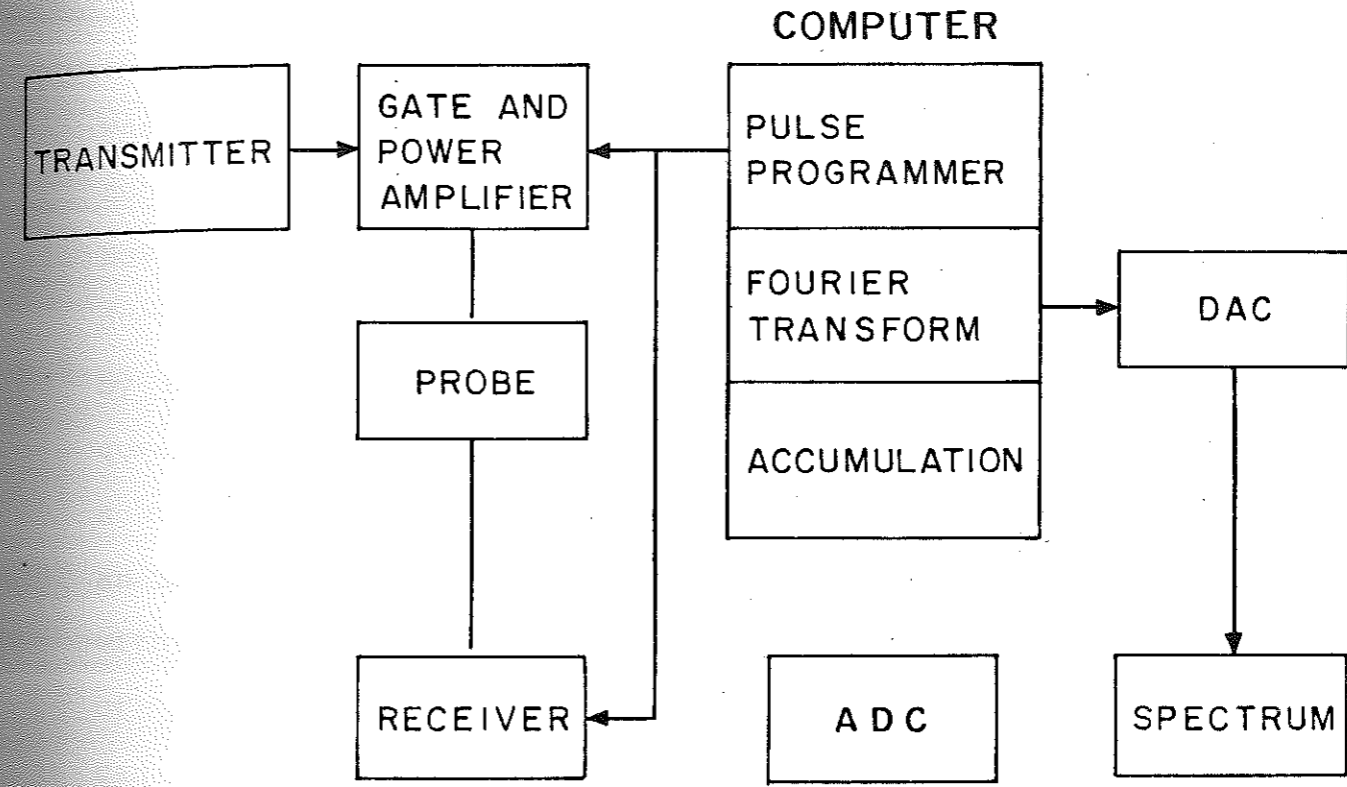 COMPUTER
TRANSMITTER
GATE AND
POWER
AMPLIFIER
PULSE
PROGRAMMER
FOURIER
TRANSFORM
DAC
PROBE
ACCUMULATION
RECEIVER
ADC
SPECTRUM